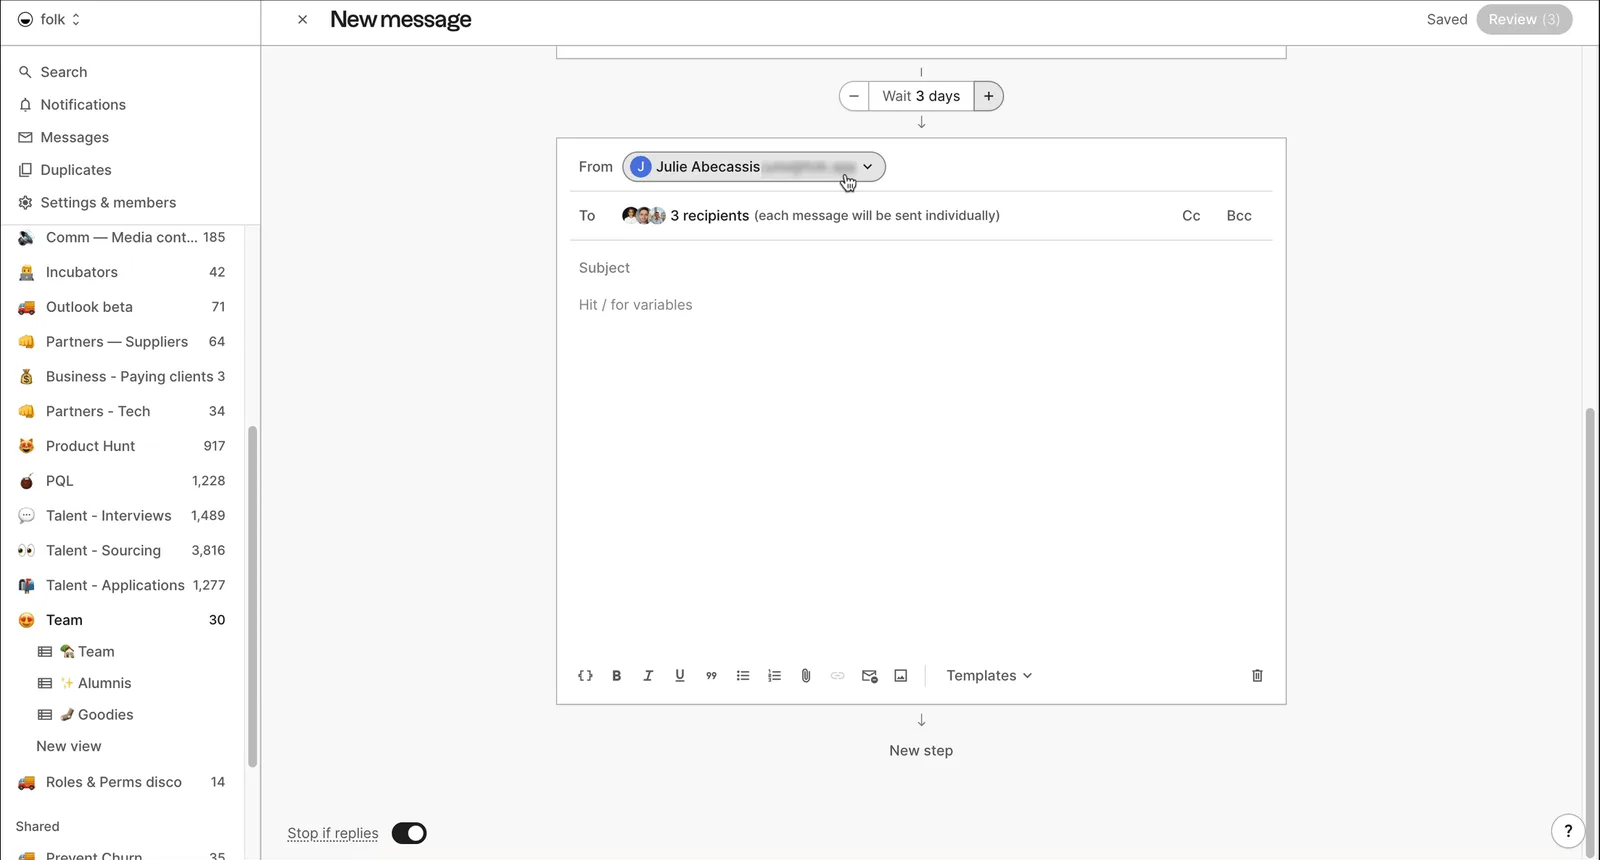 folk
New message
Saved
Review (3)
Search
Notifications
Messages
Duplicates
Settings & members
Comm — Media cont... 185
Incubators 42
Outlook beta 71
Partners — Suppliers 64
Business - Paying clients 3
Partners - Tech 34
Product Hunt 917
PQL 1,228
Talent - Interviews 1,489
Talent - Sourcing 3,816
Talent - Applications 1,277
Team 30
Team
Alumnis
Goodies
New view
Roles & Perms disco 14
Shared
Prevent Churn 35
Wait 3 days
From J Julie Abecassis
To 3 recipients (each message will be sent individually) Cc Bcc
Subject
Hit / for variables
Templates
New step
Stop if replies
?